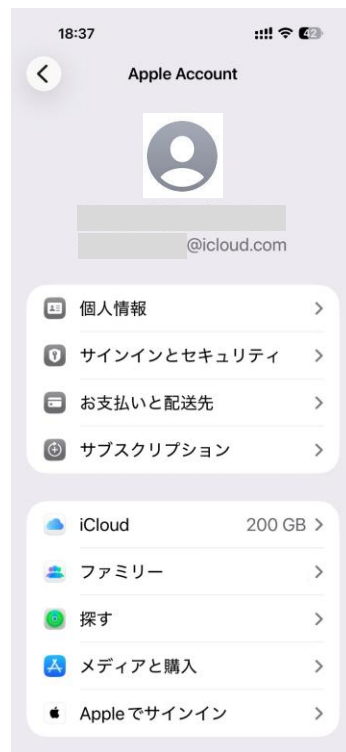 18:37
42
Apple Account
@icloud.com
個人情報
サインインとセキュリティ
お支払いと配送先
サブスクリプション
iCloud 200 GB
ファミリー
探す
メディアと購入
Appleでサインイン